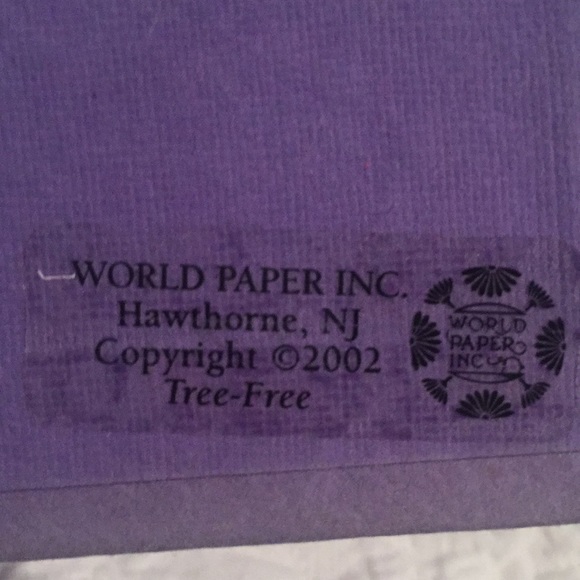 WORLD PAPER INC.
Hawthorne, NJ
Copyright ©2002
Tree-Free
WORLD
PAPER
INC